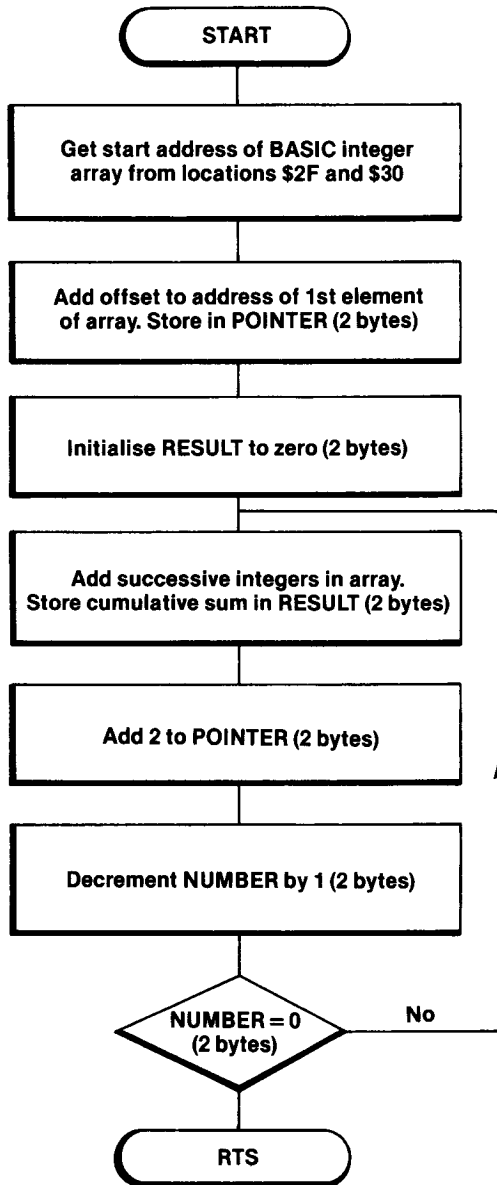 START
Get start address of BASIC integer
array from locations $2F and $30
Add offset to address of 1st element
of array. Store in POINTER (2 bytes)
Initialise RESULT to zero (2 bytes)
Add successive integers in array.
Store cumulative sum in RESULT (2 bytes)
Add 2 to POINTER (2 bytes)
Decrement NUMBER by 1 (2 bytes)
NUMBER = 0
(2 bytes)
No
RTS